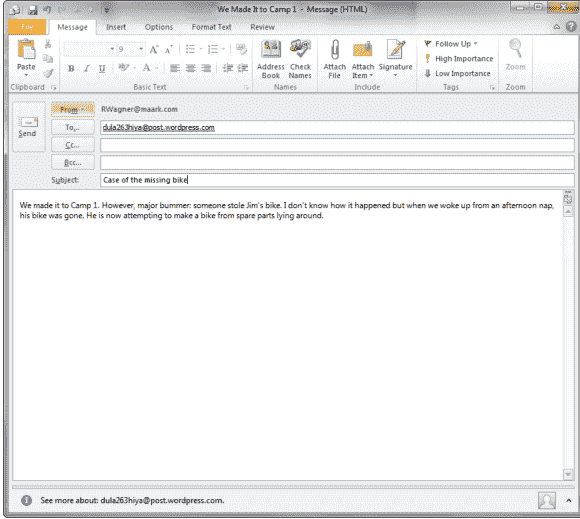 We Made It to Camp 1 - Message (HTML)
File Message Insert Options Format Text Review
Paste
9
Address Book
Check Names
Attach File
Attach Item
Signature
Follow Up
High Importance
Low Importance
Zoom
Clipboard Basic Text Names Include Tags Zoom
Send
From RWagner@maark.com
To... dula263hiya@post.wordpress.com
Cc...
Bcc...
Subject: Case of the missing bike
We made it to Camp 1. However, major bummer: someone stole Jim's bike. I don't know how it happened but when we woke up from an afternoon nap,
his bike was gone. He is now attempting to make a bike from spare parts lying around.
See more about: dula263hiya@post.wordpress.com.